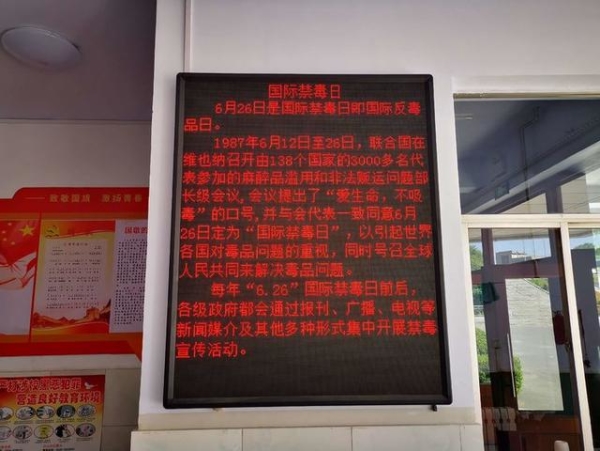 国际禁毒日
6月26日是国际禁毒日即国际反毒
品日。
1987年6月12日至26日，联合国在
维也纳召开由138个国家的3000多名代
表参加的麻醉品滥用和非法贩运问题部
长级会议,会议提出了“爱生命，不吸
毒”的口号,并与会代表一致同意6月
26日定为“国际禁毒日”，以引起世界
各国对毒品问题的重视，同时号召全球
人民共同来解决毒品问题。
每年“6.26”国际禁毒日前后，
各级政府都会通过报刊、广播、电视等
新闻媒介及其他多种形式集中开展禁毒
宣传活动。
营造良好教育环境